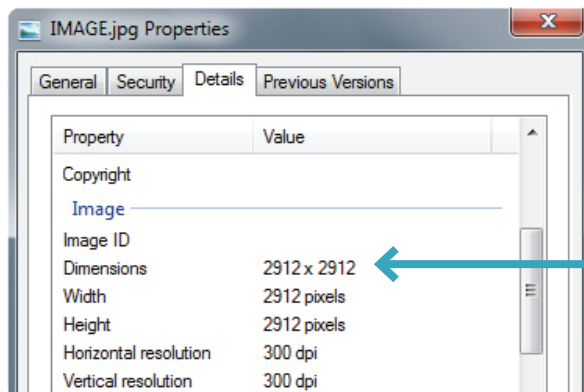 IMAGE.jpg Properties
General Security Details Previous Versions
Property Value
Copyright
Image
Image ID
Dimensions 2912 x 2912
Width 2912 pixels
Height 2912 pixels
Horizontal resolution 300 dpi
Vertical resolution 300 dpi